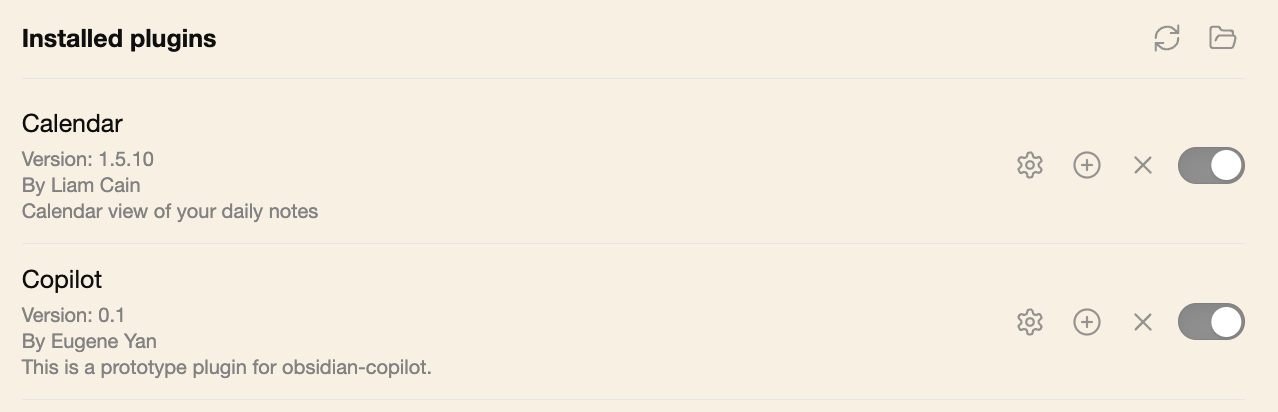 Installed plugins
Calendar
Version: 1.5.10
By Liam Cain
Calendar view of your daily notes
Copilot
Version: 0.1
By Eugene Yan
This is a prototype plugin for obsidian-copilot.